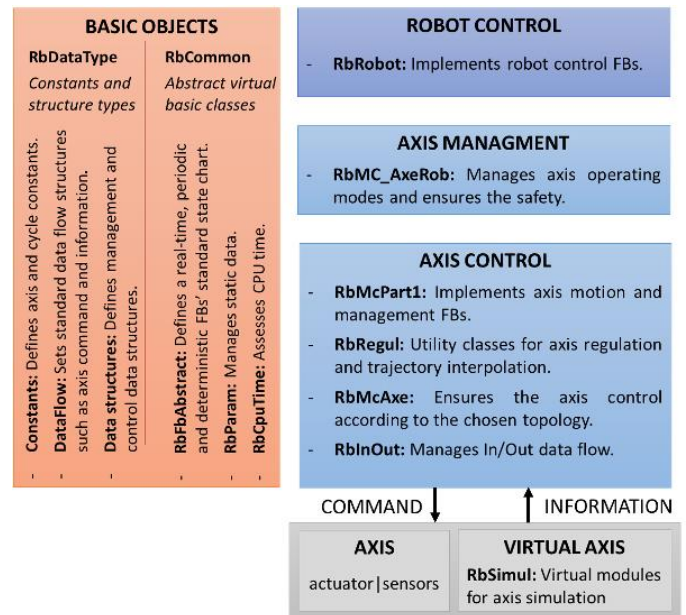 BASIC OBJECTS
RbDataType
Constants and
structure types
- Constants: Defines axis and cycle constants.
- DataFlow: Sets standard data flow structures
such as axis command and information.
- Data structures: Defines management and
control data structures.
RbCommon
Abstract virtual
basic classes
- RbFbAbstract: Defines a real-time, periodic
and deterministic FBs' standard state chart.
- RbParam: Manages static data.
- RbCpuTime: Assesses CPU time.
ROBOT CONTROL
- RbRobot: Implements robot control FBs.
AXIS MANAGMENT
- RbMC_AxeRob: Manages axis operating
modes and ensures the safety.
AXIS CONTROL
- RbMcPart1: Implements axis motion and
management FBs.
- RbRegul: Utility classes for axis regulation
and trajectory interpolation.
- RbMcAxe: Ensures the axis control
according to the chosen topology.
- RbInOut: Manages In/Out data flow.
COMMAND
INFORMATION
AXIS
actuator|sensors
VIRTUAL AXIS
RbSimul: Virtual modules
for axis simulation